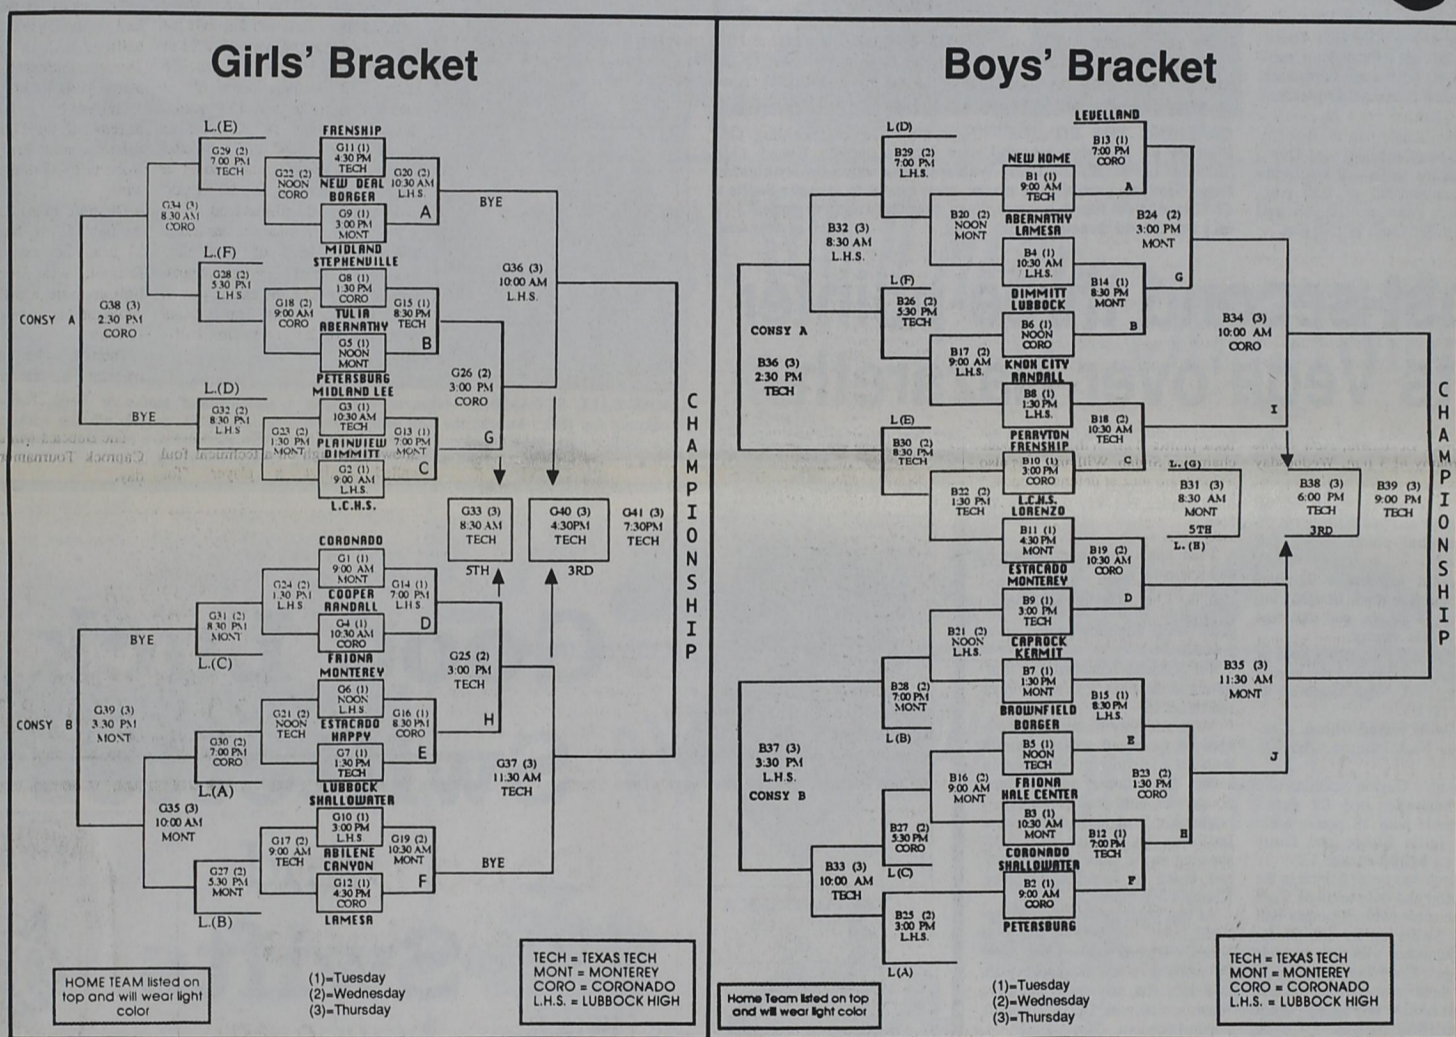 Girls' Bracket
L.(E)
G29 (2)
7:00 PM
TECH
G34 (3)
8:30 AM
CORO
L.(F)
G28 (2)
5:30 PM
L.H.S
CONSY A
G38 (3)
2:30 PM
CORO
L.(D)
BYE
G32 (2)
8:30 PM
L.H.S
G22 (2)
NOON
CORO
G18 (2)
9:00 AM
CORO
G23 (2)
1:30 PM
TECH
FRENSHIP
G11 (1)
4:30 PM
TECH
NEW DEAL
BORGER
G9 (1)
3:00 PM
MONT
MIDLAND
STEPHENVILLE
G8 (1)
1:30 PM
CORO
TULIA
ABERNATHY
G5 (1)
NOON
MONT
PETERSBURG
MIDLAND LEE
G3 (1)
10:30 AM
TECH
PLAINVIEW
DIMMITT
G2 (1)
9:00 AM
L.H.S.
L.C.H.S.
G20 (2)
10:30 AM
L.H.S.
A
G15 (1)
8:30 PM
TECH
B
G13 (1)
7:00 PM
MONT
C
BYE
G26 (2)
3:00 PM
CORO
G
G36 (3)
10:00 AM
L.H.S.
G33 (3)
8:30 AM
TECH
5TH
G40 (3)
4:30PM
TECH
3RD
G41 (3)
7:30PM
TECH
CHAMPIONSHIP
CORONADO
G1 (1)
9:00 AM
MONT
COOPER
RANDALL
G4 (1)
10:30 AM
CORO
FRIONA
MONTEREY
G6 (1)
NOON
L.H.S
ESTACADO
HAPPY
G7 (1)
1:30 PM
TECH
LUBBOCK
SHALLOWATER
G10 (1)
3:00 PM
L.H.S
ABILENE
CANYON
G12 (1)
4:30 PM
CORO
LAMESA
G24 (2)
1:30 PM
L.H.S
G31 (2)
8:30 PM
MONT
BYE
L.(C)
CONSY B
G39 (3)
3:30 PM
MONT
G21 (2)
NOON
TECH
G30 (2)
7:00 PM
CORO
L.(A)
G35 (3)
10:00 AM
MONT
G17 (2)
9:00 AM
TECH
G27 (2)
5:30 PM
MONT
L.(B)
G14 (1)
7:00 PM
L.H.S
D
G16 (1)
8:30 PM
CORO
E
G19 (2)
10:30 AM
MONT
F
G25 (2)
3:00 PM
TECH
H
G37 (3)
11:30 AM
TECH
BYE
HOME TEAM listed on
top and will wear light
color
(1)=Tuesday
(2)=Wednesday
(3)=Thursday
TECH = TEXAS TECH
MONT = MONTEREY
CORO = CORONADO
L.H.S. = LUBBOCK HIGH
Boys' Bracket
L(D)
B29 (2)
7:00 PM
L.H.S.
B32 (3)
8:30 AM
L.H.S.
L(F)
B26 (2)
5:30 PM
TECH
CONSY A
B36 (3)
2:30 PM
TECH
L(E)
B30 (2)
8:30 PM
TECH
B20 (2)
NOON
MONT
B17 (2)
9:00 AM
L.H.S.
B22 (2)
1:30 PM
TECH
LEVELLAND
B13 (1)
7:00 PM
CORO
A
NEW HOME
B1 (1)
9:00 AM
TECH
ABERNATHY
LAMESA
B4 (1)
10:30 AM
L.H.S.
DIMMITT
LUBBOCK
B6 (1)
NOON
CORO
KNOX CITY
RANDALL
B8 (1)
1:30 PM
L.H.S.
PERRYTON
FRENSHIP
B10 (1)
3:00 PM
CORO
L.C.H.S.
LORENZO
B11 (1)
4:30 PM
MONT
ESTACADO
MONTEREY
B9 (1)
3:00 PM
TECH
CAPROCK
KERMIT
B7 (1)
1:30 PM
MONT
BROWNFIELD
BORGER
B5 (1)
NOON
TECH
FRIONA
HALE CENTER
B3 (1)
10:30 AM
MONT
CORONADO
SHALLOWATER
B2 (1)
9:00 AM
CORO
PETERSBURG
B24 (2)
3:00 PM
MONT
G
B14 (1)
8:30 PM
MONT
B
B34 (3)
10:00 AM
CORO
I
B18 (2)
10:30 AM
TECH
C
L.(G)
B31 (3)
8:30 AM
MONT
5TH
L.(H)
B38 (3)
6:00 PM
TECH
3RD
B39 (3)
9:00 PM
TECH
CHAMPIONSHIP
B19 (2)
10:30 AM
CORO
D
B21 (2)
NOON
L.H.S.
B28 (2)
7:00 PM
MONT
L(B)
B35 (3)
11:30 AM
MONT
J
B15 (1)
8:30 PM
L.H.S.
E
B37 (3)
3:30 PM
L.H.S.
CONSY B
B16 (2)
9:00 AM
MONT
B23 (2)
1:30 PM
CORO
H
B27 (2)
5:30 PM
CORO
L(C)
B12 (1)
7:00 PM
TECH
F
B33 (3)
10:00 AM
TECH
B25 (2)
3:00 PM
L.H.S.
L(A)
Home Team listed on top
and will wear light color
(1)=Tuesday
(2)=Wednesday
(3)=Thursday
TECH = TEXAS TECH
MONT = MONTEREY
CORO = CORONADO
L.H.S. = LUBBOCK HIGH